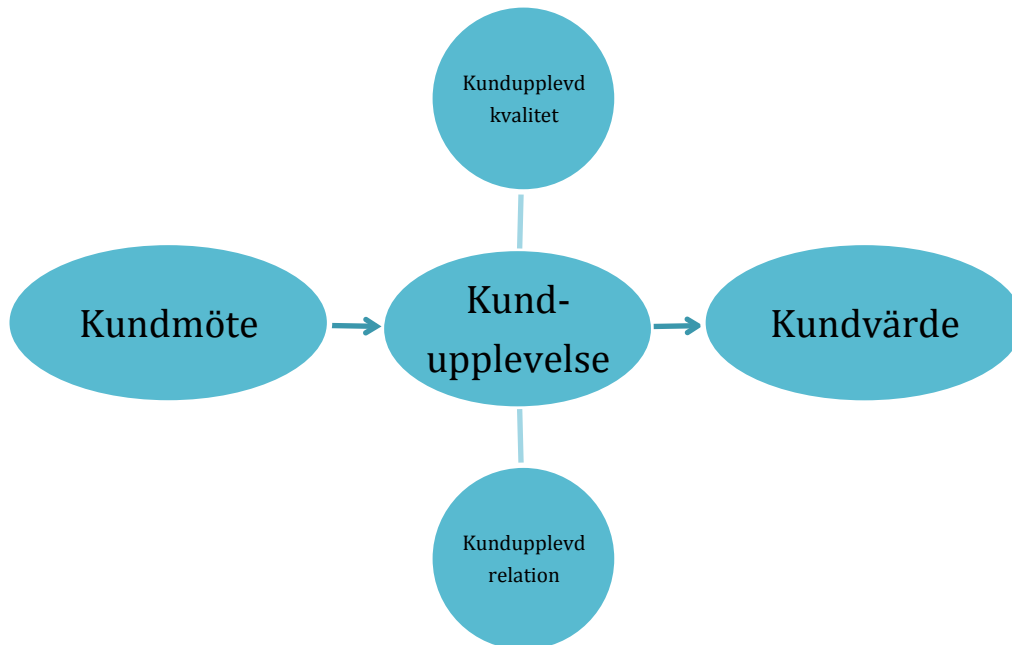 Kundupplevd
kvalitet
Kundmöte
Kund-
upplevelse
Kundvärde
Kundupplevd
relation